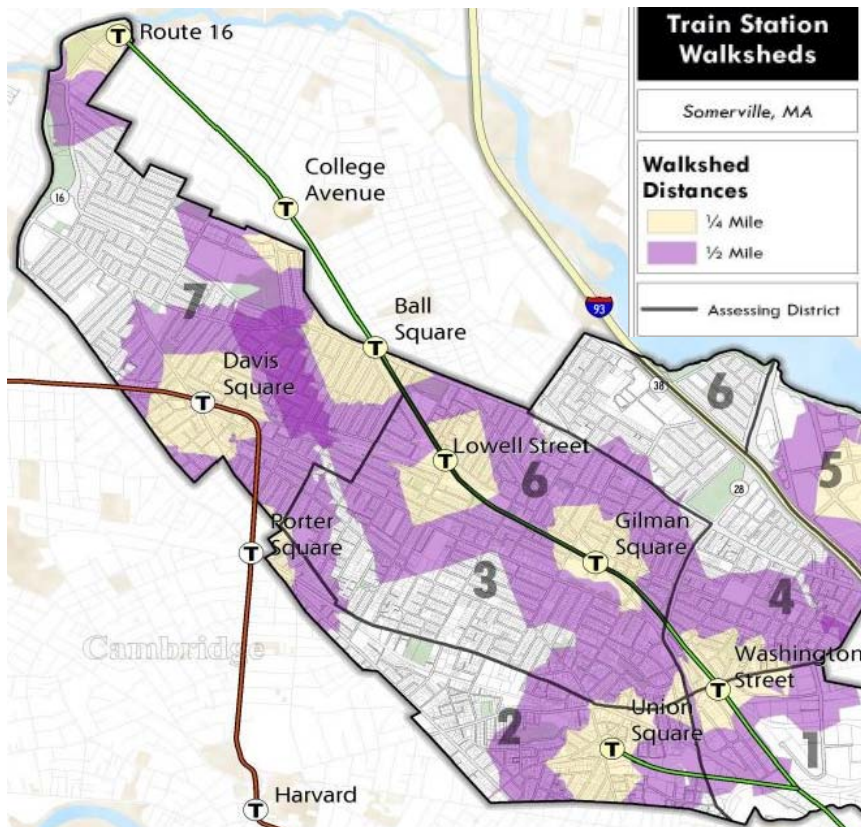 Train Station
Walksheds
Somerville, MA
Walkshed
Distances
¼ Mile
½ Mile
Assessing District
T Route 16
College
Avenue
T
16
93
7
Ball
Square
T
Davis
Square
T
38
6
5
Lowell Street
T
6
28
Gilman
Square
T
Porter
Square
T
3
4
Cambridge
Washington
Street
T
Union
Square
T
2
1
Harvard
T